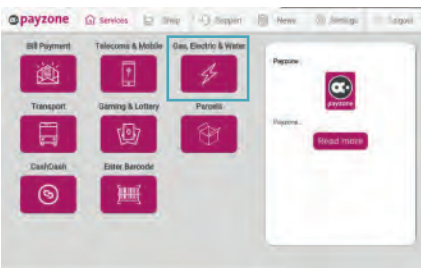 payzone Services Shop Support News Settings Logout
Bill Payment Telecoms & Mobile Gas, Electric & Water
Payzone
payzone
Transport Gaming & Lottery Parcels
Payzone...
Read more
CashDash Enter Barcode